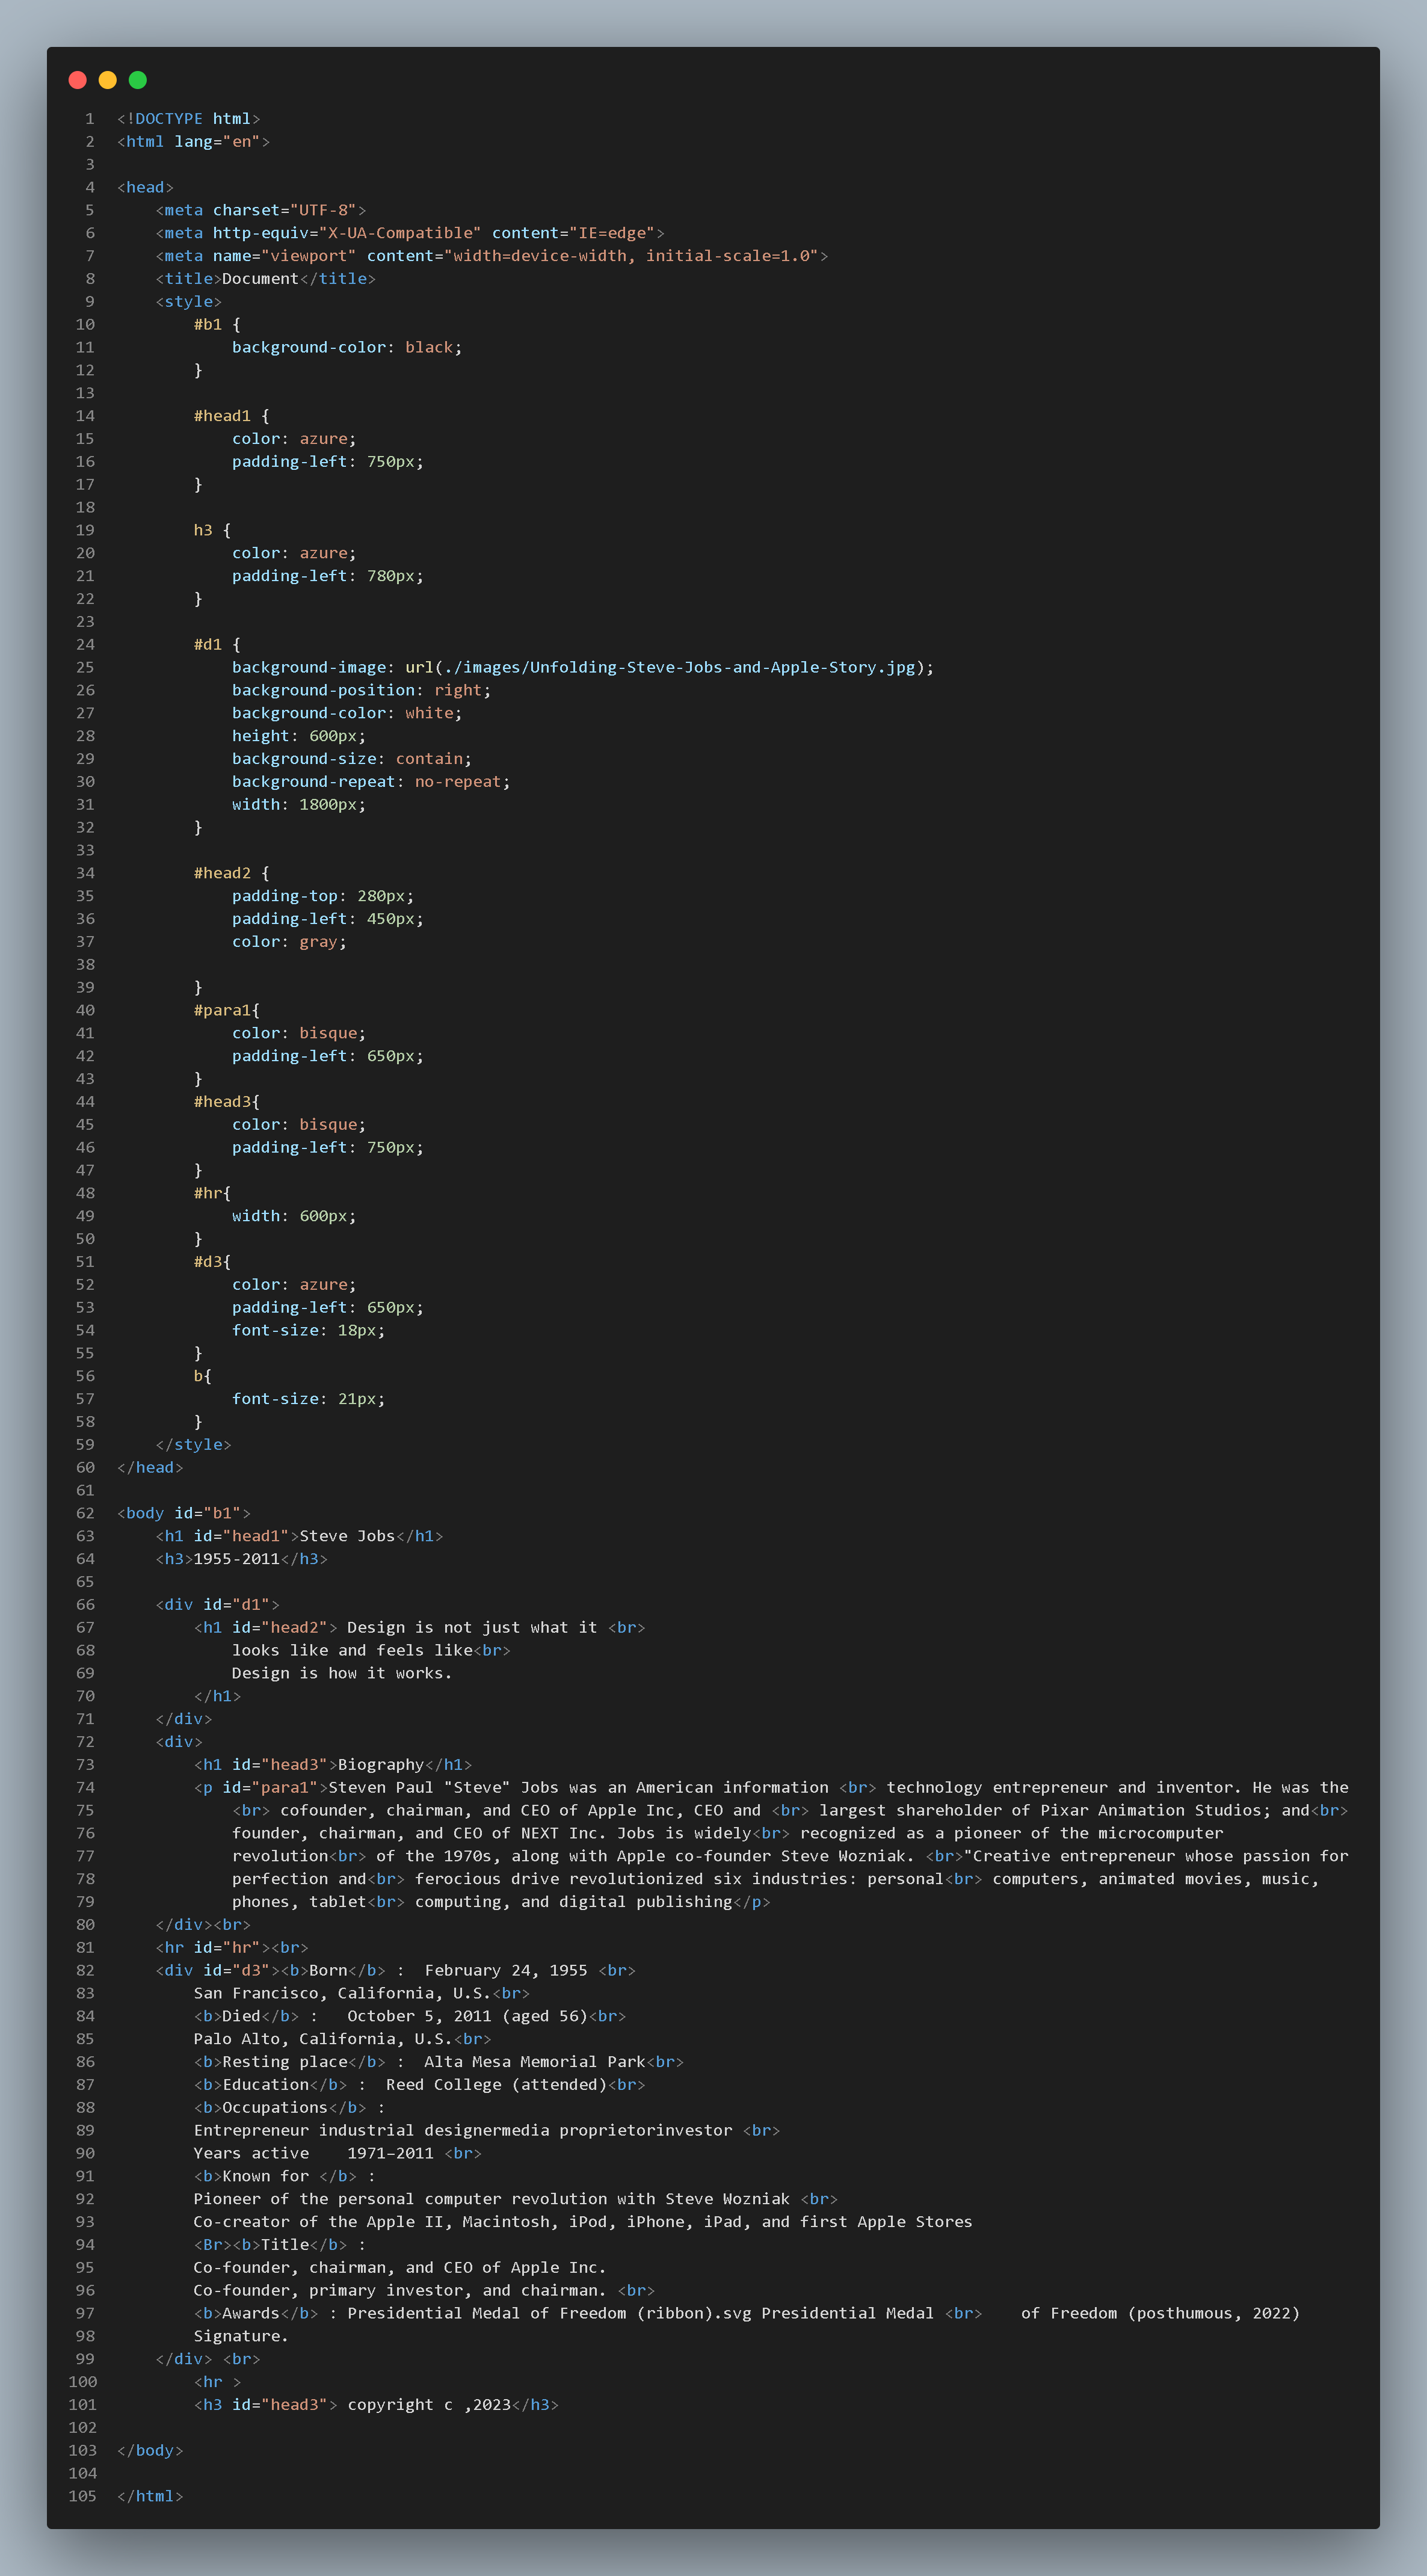 1 <!DOCTYPE html>
2 <html lang="en">
3
4 <head>
5     <meta charset="UTF-8">
6     <meta http-equiv="X-UA-Compatible" content="IE=edge">
7     <meta name="viewport" content="width=device-width, initial-scale=1.0">
8     <title>Document</title>
9     <style>
10         #b1 {
11             background-color: black;
12         }
13
14         #head1 {
15             color: azure;
16             padding-left: 750px;
17         }
18
19         h3 {
20             color: azure;
21             padding-left: 780px;
22         }
23
24         #d1 {
25             background-image: url(./images/Unfolding-Steve-Jobs-and-Apple-Story.jpg);
26             background-position: right;
27             background-color: white;
28             height: 600px;
29             background-size: contain;
30             background-repeat: no-repeat;
31             width: 1800px;
32         }
33
34         #head2 {
35             padding-top: 280px;
36             padding-left: 450px;
37             color: gray;
38
39         }
40         #para1{
41             color: bisque;
42             padding-left: 650px;
43         }
44         #head3{
45             color: bisque;
46             padding-left: 750px;
47         }
48         #hr{
49             width: 600px;
50         }
51         #d3{
52             color: azure;
53             padding-left: 650px;
54             font-size: 18px;
55         }
56         b{
57             font-size: 21px;
58         }
59     </style>
60 </head>
61
62 <body id="b1">
63     <h1 id="head1">Steve Jobs</h1>
64     <h3>1955-2011</h3>
65
66     <div id="d1">
67         <h1 id="head2"> Design is not just what it <br>
68             looks like and feels like<br>
69             Design is how it works.
70         </h1>
71     </div>
72     <div>
73         <h1 id="head3">Biography</h1>
74         <p id="para1">Steven Paul "Steve" Jobs was an American information <br> technology entrepreneur and inventor. He was the
75             <br> cofounder, chairman, and CEO of Apple Inc, CEO and <br> largest shareholder of Pixar Animation Studios; and<br>
76             founder, chairman, and CEO of NEXT Inc. Jobs is widely<br> recognized as a pioneer of the microcomputer
77             revolution<br> of the 1970s, along with Apple co-founder Steve Wozniak. <br>"Creative entrepreneur whose passion for
78             perfection and<br> ferocious drive revolutionized six industries: personal<br> computers, animated movies, music,
79             phones, tablet<br> computing, and digital publishing</p>
80     </div><br>
81     <hr id="hr"><br>
82     <div id="d3"><b>Born</b> :  February 24, 1955 <br>
83         San Francisco, California, U.S.<br>
84         <b>Died</b> :   October 5, 2011 (aged 56)<br>
85         Palo Alto, California, U.S.<br>
86         <b>Resting place</b> :  Alta Mesa Memorial Park<br>
87         <b>Education</b> :  Reed College (attended)<br>
88         <b>Occupations</b> :
89         Entrepreneur industrial designermedia proprietorinvestor <br>
90         Years active    1971–2011 <br>
91         <b>Known for </b> :
92         Pioneer of the personal computer revolution with Steve Wozniak <br>
93         Co-creator of the Apple II, Macintosh, iPod, iPhone, iPad, and first Apple Stores
94         <Br><b>Title</b> :
95         Co-founder, chairman, and CEO of Apple Inc.
96         Co-founder, primary investor, and chairman. <br>
97         <b>Awards</b> : Presidential Medal of Freedom (ribbon).svg Presidential Medal <br>    of Freedom (posthumous, 2022)
98         Signature.
99     </div> <br>
100         <hr >
101         <h3 id="head3"> copyright c ,2023</h3>
102
103 </body>
104
105 </html>